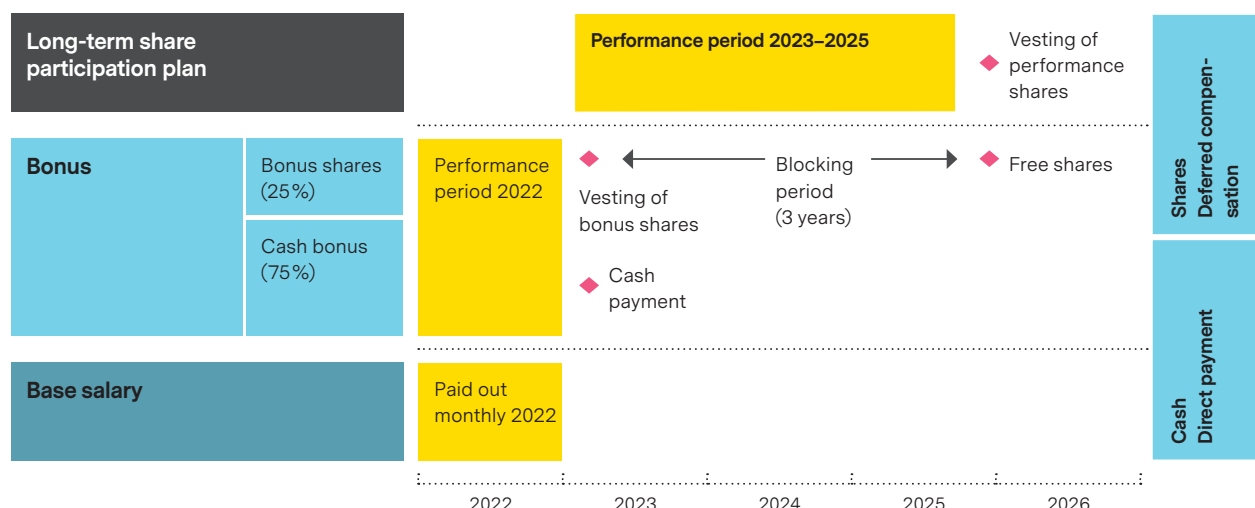 Long-term share
participation plan
Performance period 2023–2025
Vesting of
performance
shares
Bonus
Bonus shares
(25%)
Cash bonus
(75%)
Performance
period 2022
Vesting of
bonus shares
Blocking
period
(3 years)
Free shares
Cash
payment
Base salary
Paid out
monthly 2022
Shares
Deferred compen-
sation
Cash
Direct payment
2022
2023
2024
2025
2026